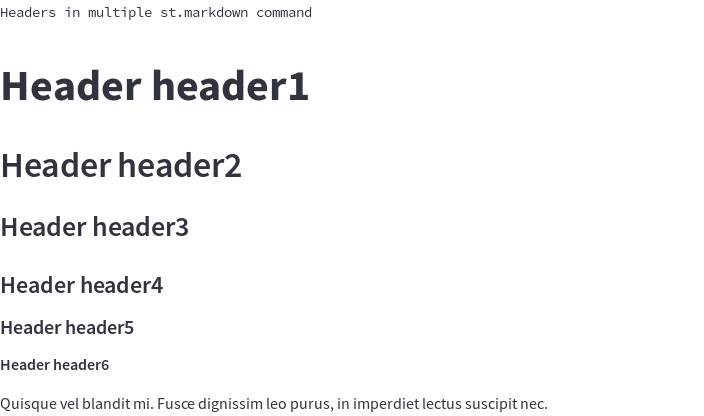 Headers in multiple st.markdown command
Header header1
Header header2
Header header3
Header header4
Header header5
Header header6
Quisque vel blandit mi. Fusce dignissim leo purus, in imperdiet lectus suscipit nec.